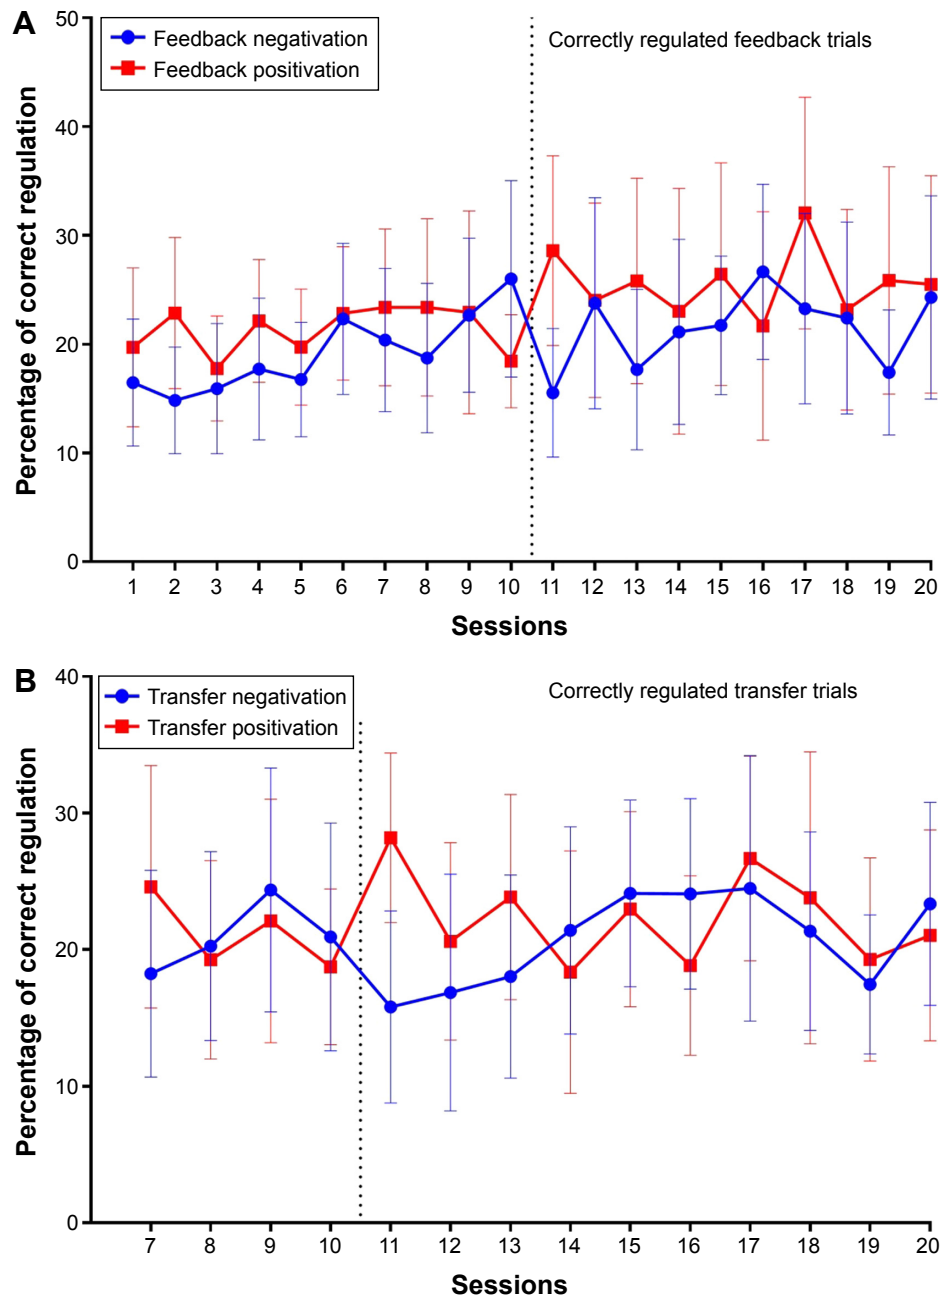 A
50
Feedback negativation
Feedback positivation
Correctly regulated feedback trials
40
30
20
10
0
Percentage of correct regulation
1 2 3 4 5 6 7 8 9 10 11 12 13 14 15 16 17 18 19 20
Sessions
B
40
Transfer negativation
Transfer positivation
Correctly regulated transfer trials
30
20
10
0
Percentage of correct regulation
7 8 9 10 11 12 13 14 15 16 17 18 19 20
Sessions